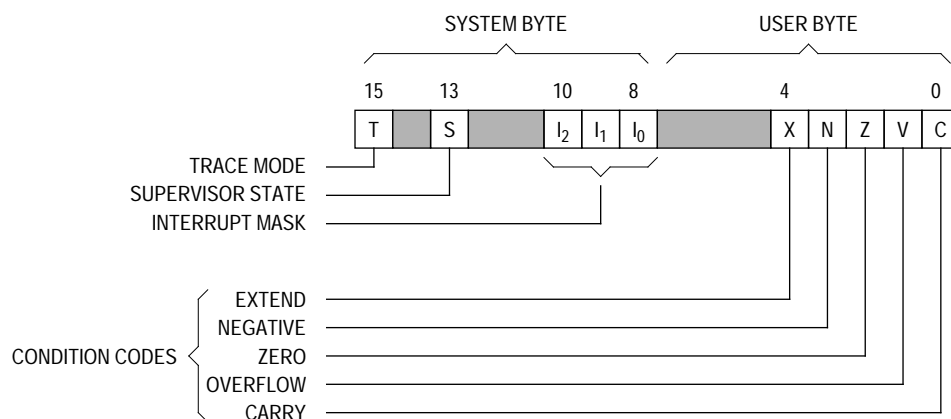 SYSTEM BYTE USER BYTE
15 13 10 8 4 0
T S I₂ I₁ I₀ X N Z V C
TRACE MODE
SUPERVISOR STATE
INTERRUPT MASK
EXTEND
NEGATIVE
CONDITION CODES ZERO
OVERFLOW
CARRY